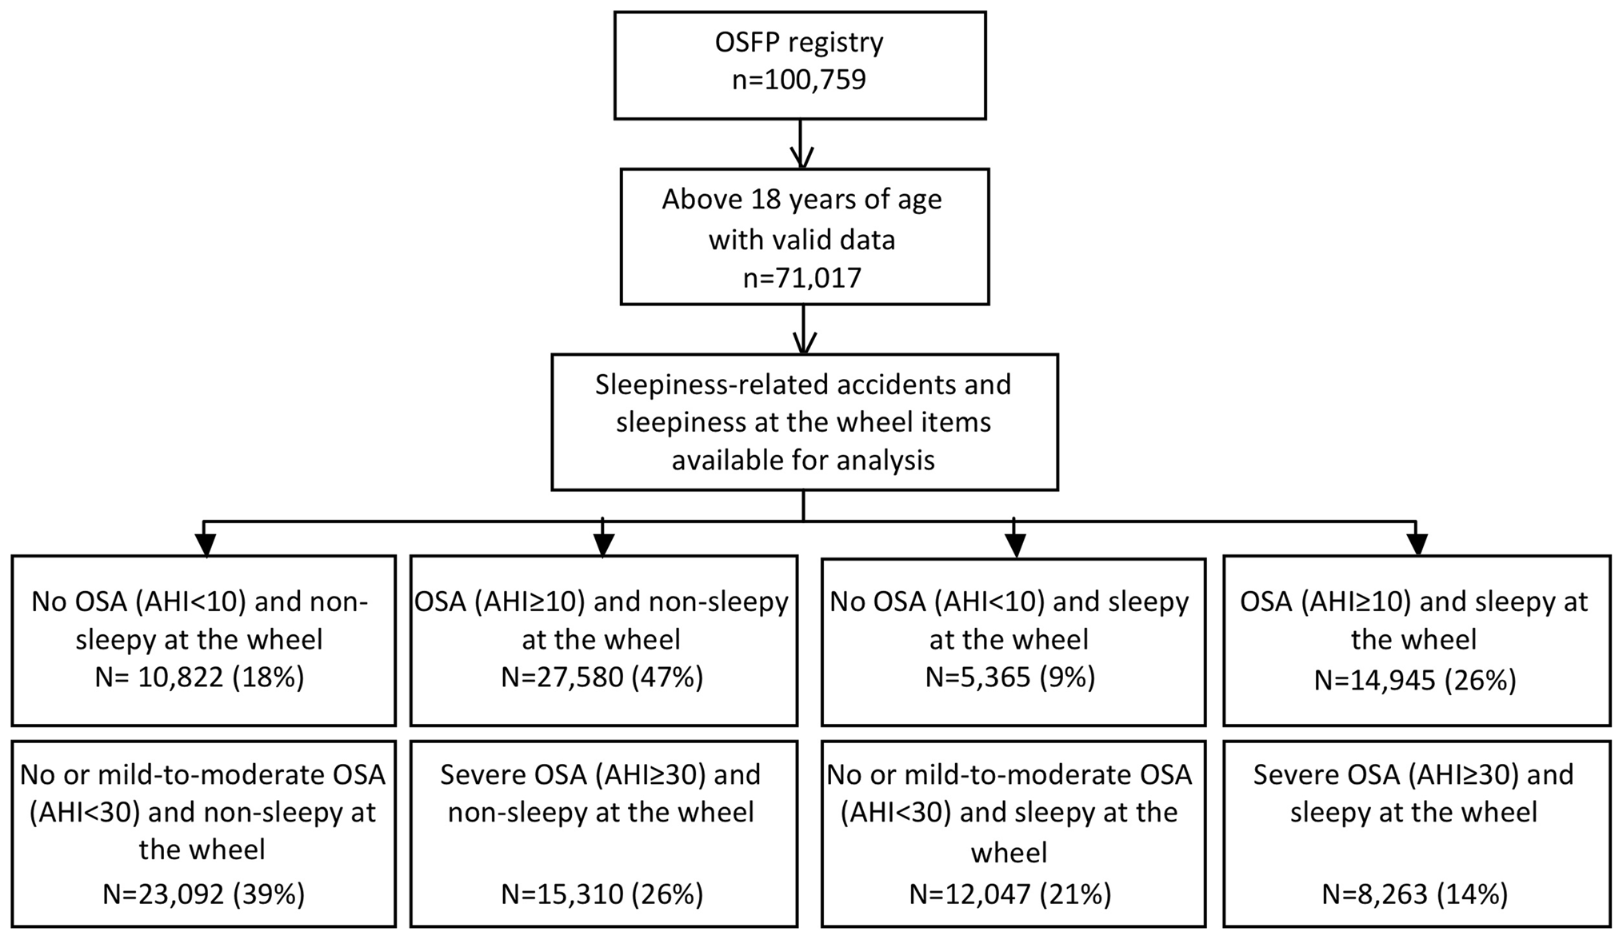 OSFP registry
n=100,759
Above 18 years of age
with valid data
n=71,017
Sleepiness-related accidents and
sleepiness at the wheel items
available for analysis
No OSA (AHI<10) and non-
sleepy at the wheel
N= 10,822 (18%)
OSA (AHI≥10) and non-sleepy
at the wheel
N=27,580 (47%)
No OSA (AHI<10) and sleepy
at the wheel
N=5,365 (9%)
OSA (AHI≥10) and sleepy at
the wheel
N=14,945 (26%)
No or mild-to-moderate OSA
(AHI<30) and non-sleepy at
the wheel
N=23,092 (39%)
Severe OSA (AHI≥30) and
non-sleepy at the wheel
N=15,310 (26%)
No or mild-to-moderate OSA
(AHI<30) and sleepy at the
wheel
N=12,047 (21%)
Severe OSA (AHI≥30) and
sleepy at the wheel
N=8,263 (14%)